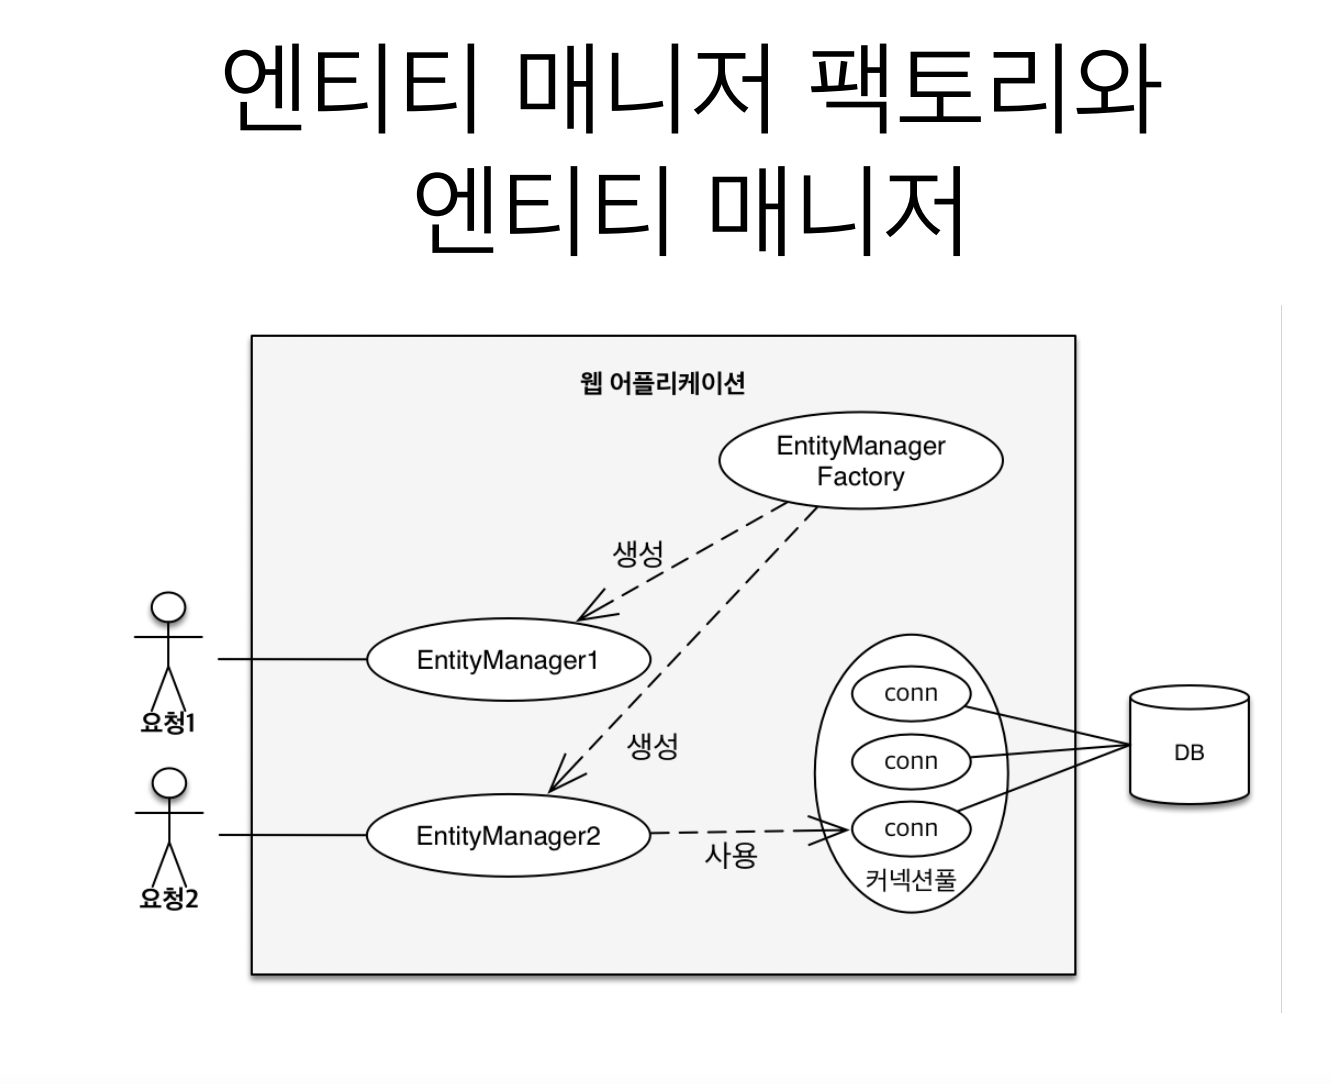 엔티티 매니저 팩토리와
엔티티 매니저
웹 어플리케이션
EntityManager
Factory
생성
요청1
EntityManager1
생성
요청2
EntityManager2
사용
conn
conn
conn
커넥션풀
DB